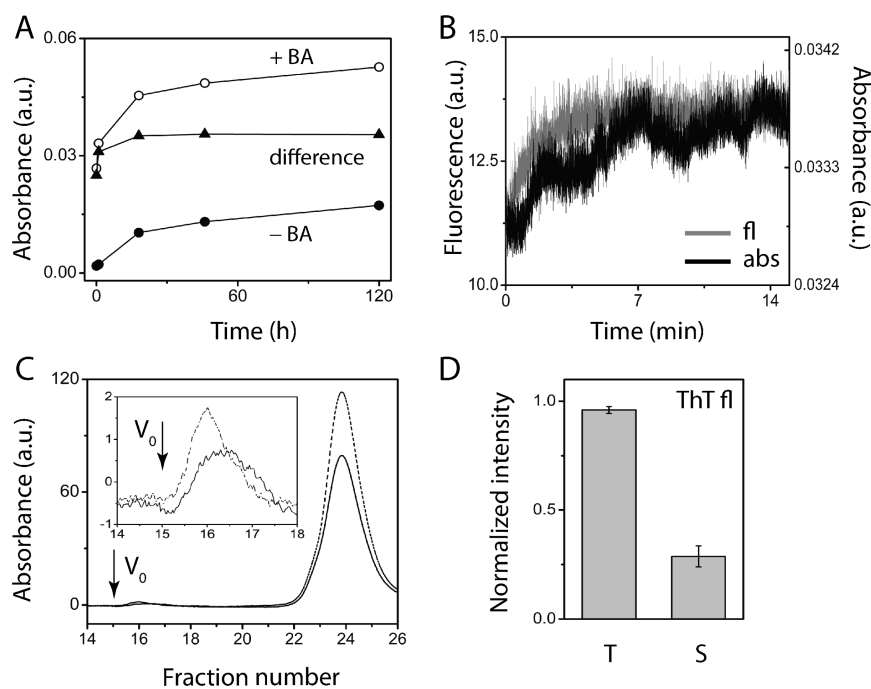 A
Absorbance (a.u.)
0.06
0.03
0.00
+ BA
difference
– BA
0
60
120
Time (h)
B
Fluorescence (a.u.)
15.0
12.5
10.0
0.0342
0.0333
0.0324
Absorbance (a.u.)
fl
abs
0
7
14
Time (min)
C
Absorbance (a.u.)
120
60
0
2
1
0
-1
V0
14
15
16
17
18
V0
14
16
18
20
22
24
26
Fraction number
D
Normalized intensity
1.0
0.5
0.0
ThT fl
T
S